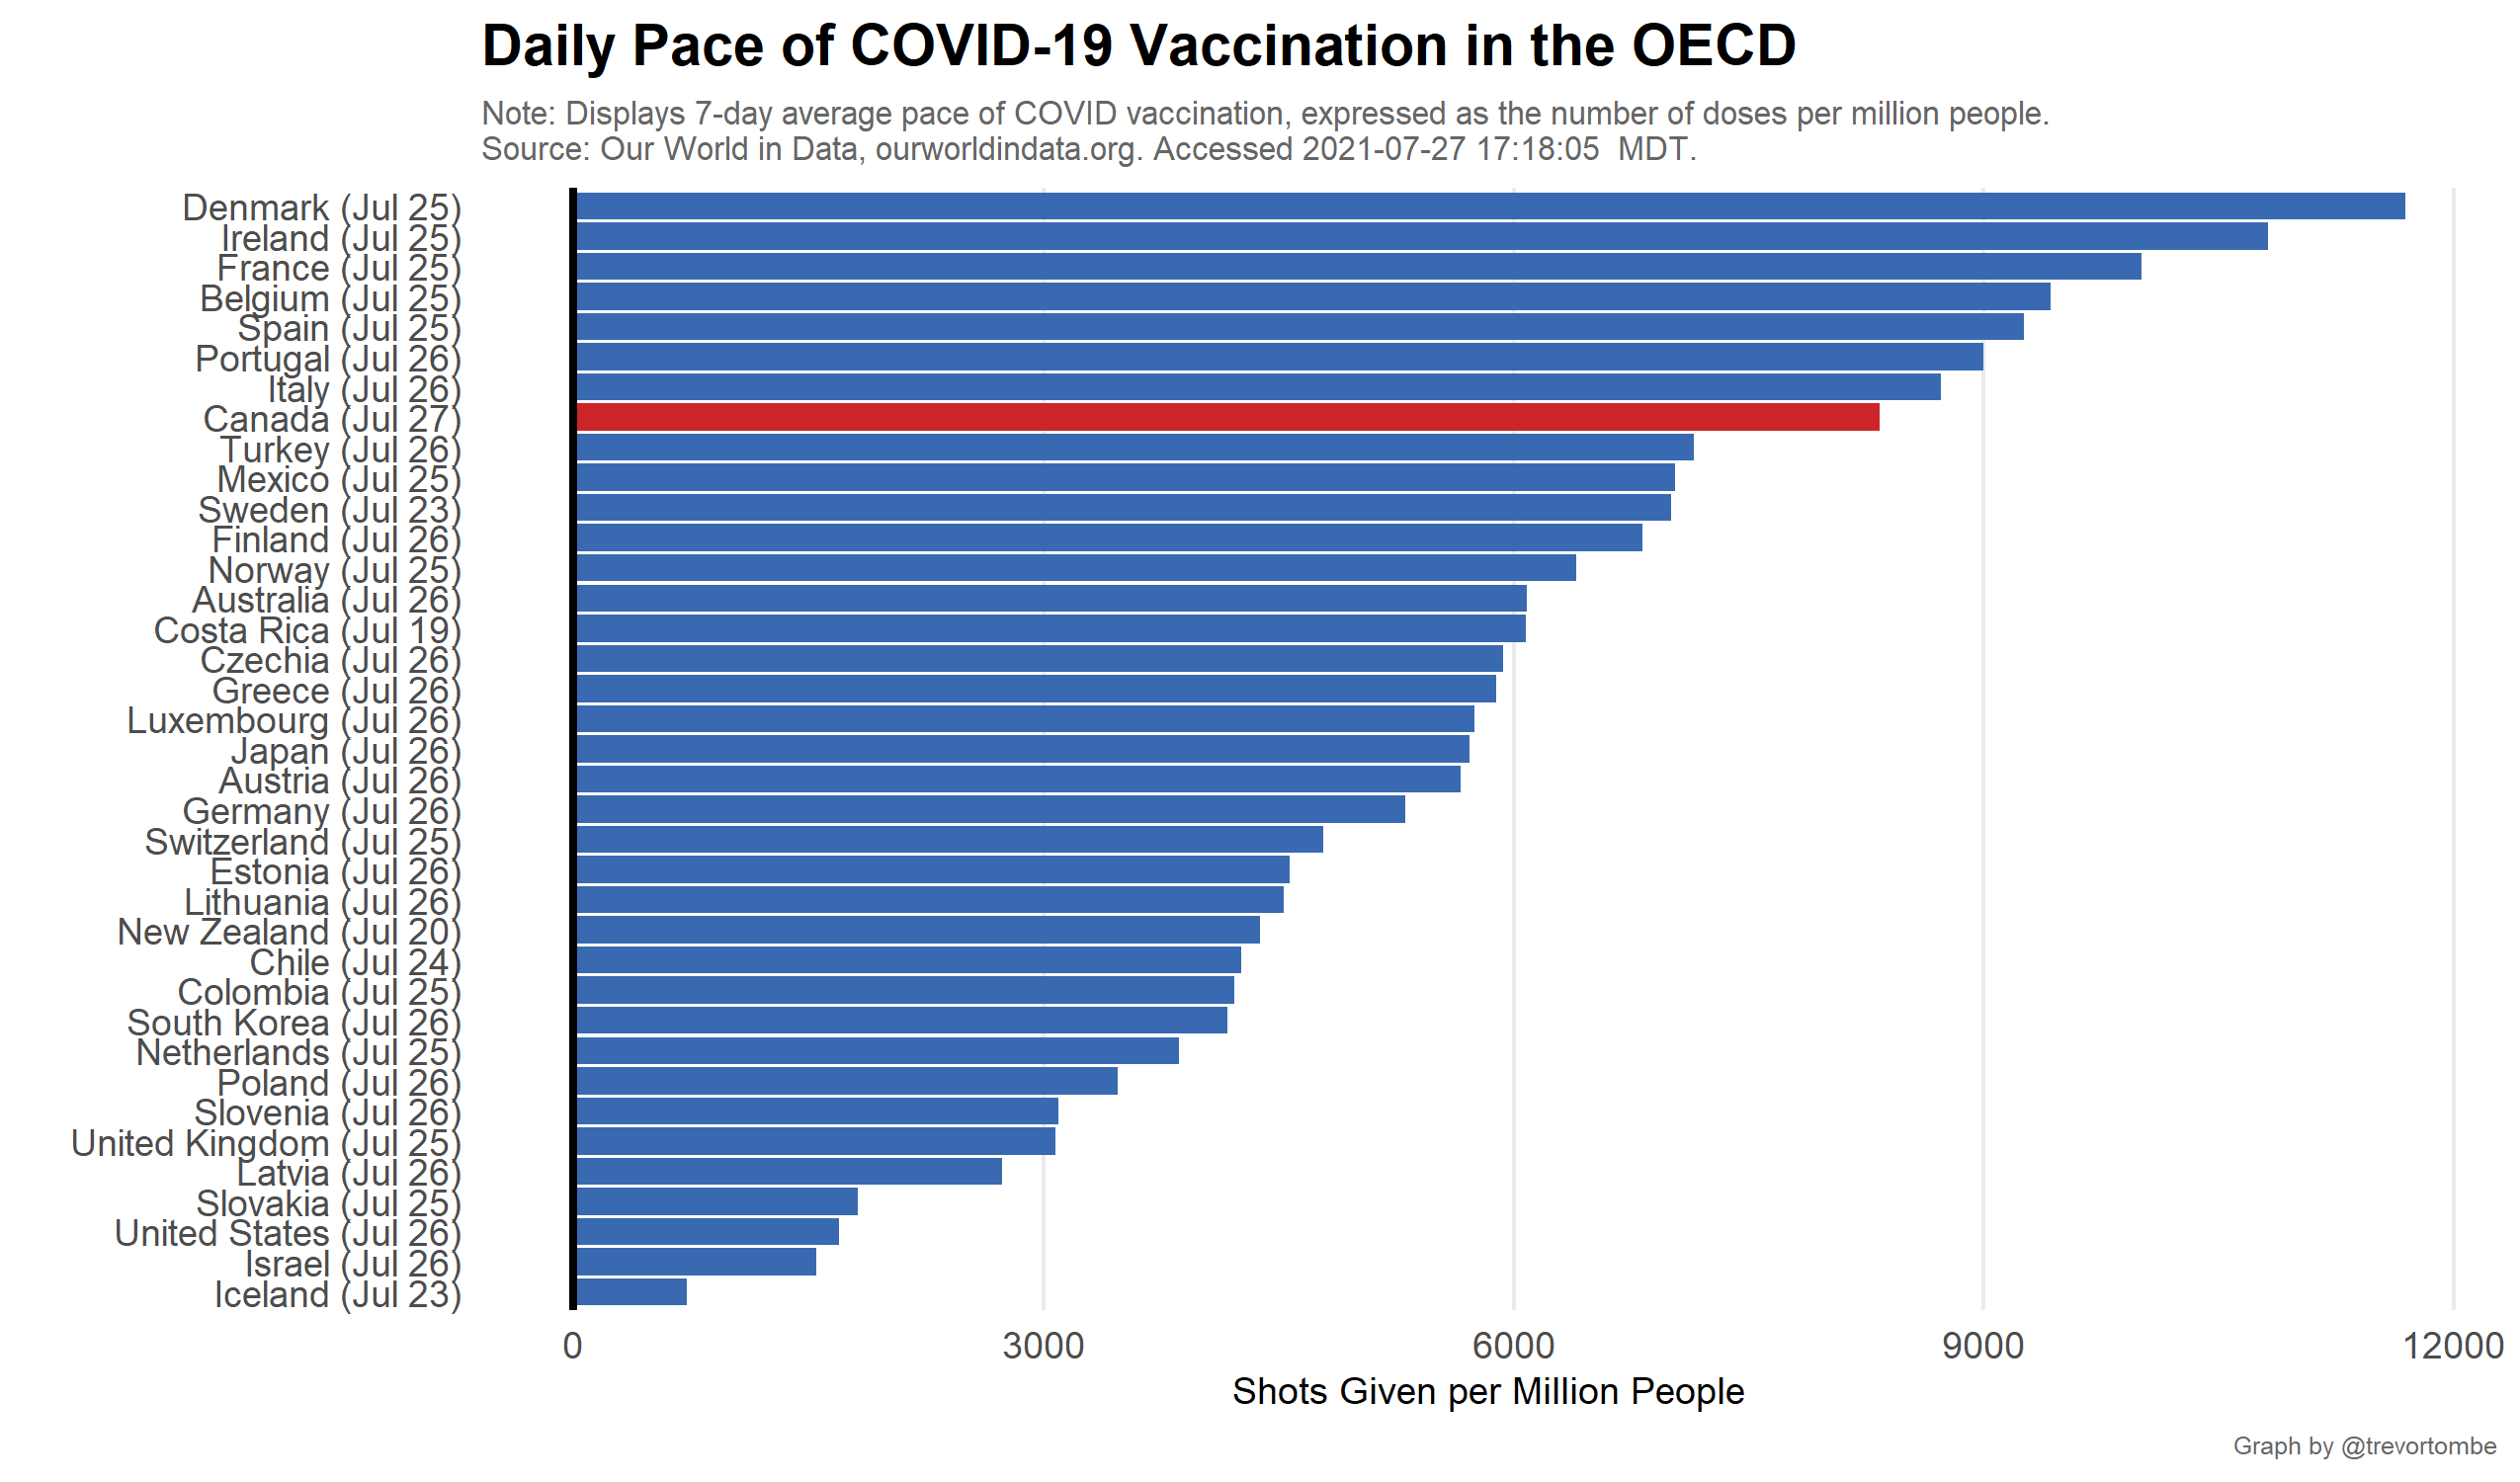 Daily Pace of COVID-19 Vaccination in the OECD
Note: Displays 7-day average pace of COVID vaccination, expressed as the number of doses per million people.
Source: Our World in Data, ourworldindata.org. Accessed 2021-07-27 17:18:05  MDT.
Denmark (Jul 25)
Ireland (Jul 25)
France (Jul 25)
Belgium (Jul 25)
Spain (Jul 25)
Portugal (Jul 26)
Italy (Jul 26)
Canada (Jul 27)
Turkey (Jul 26)
Mexico (Jul 25)
Sweden (Jul 23)
Finland (Jul 26)
Norway (Jul 25)
Australia (Jul 26)
Costa Rica (Jul 19)
Czechia (Jul 26)
Greece (Jul 26)
Luxembourg (Jul 26)
Japan (Jul 26)
Austria (Jul 26)
Germany (Jul 26)
Switzerland (Jul 25)
Estonia (Jul 26)
Lithuania (Jul 26)
New Zealand (Jul 20)
Chile (Jul 24)
Colombia (Jul 25)
South Korea (Jul 26)
Netherlands (Jul 25)
Poland (Jul 26)
Slovenia (Jul 26)
United Kingdom (Jul 25)
Latvia (Jul 26)
Slovakia (Jul 25)
United States (Jul 26)
Israel (Jul 26)
Iceland (Jul 23)
0 3000 6000 9000 12000
Shots Given per Million People
Graph by @trevortombe